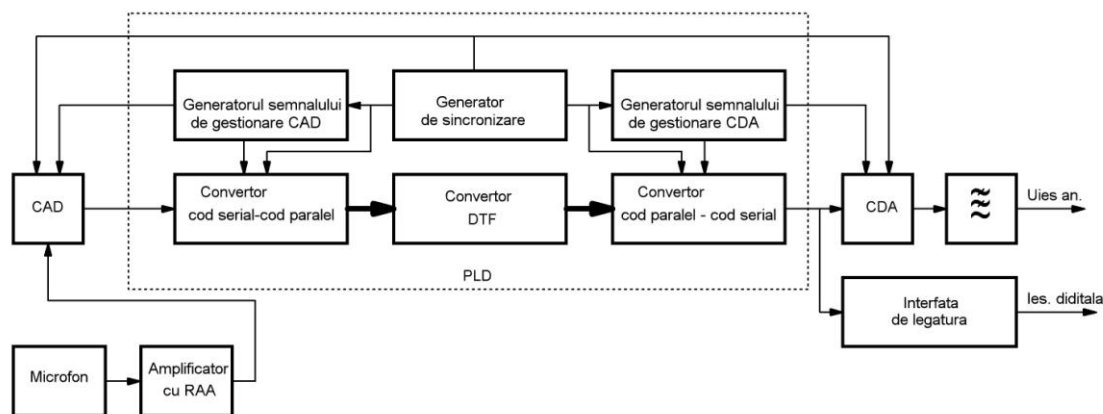 Generatorul semnalului
de gestionare CAD
Generator
de sincronizare
Generatorul semnalului
de gestionare CDA
CAD
Convertor
cod serial-cod paralel
Convertor
DTF
Convertor
cod paralel - cod serial
CDA
Uies an.
PLD
Interfata
de legatura
Ies. diditala
Microfon
Amplificator
cu RAA